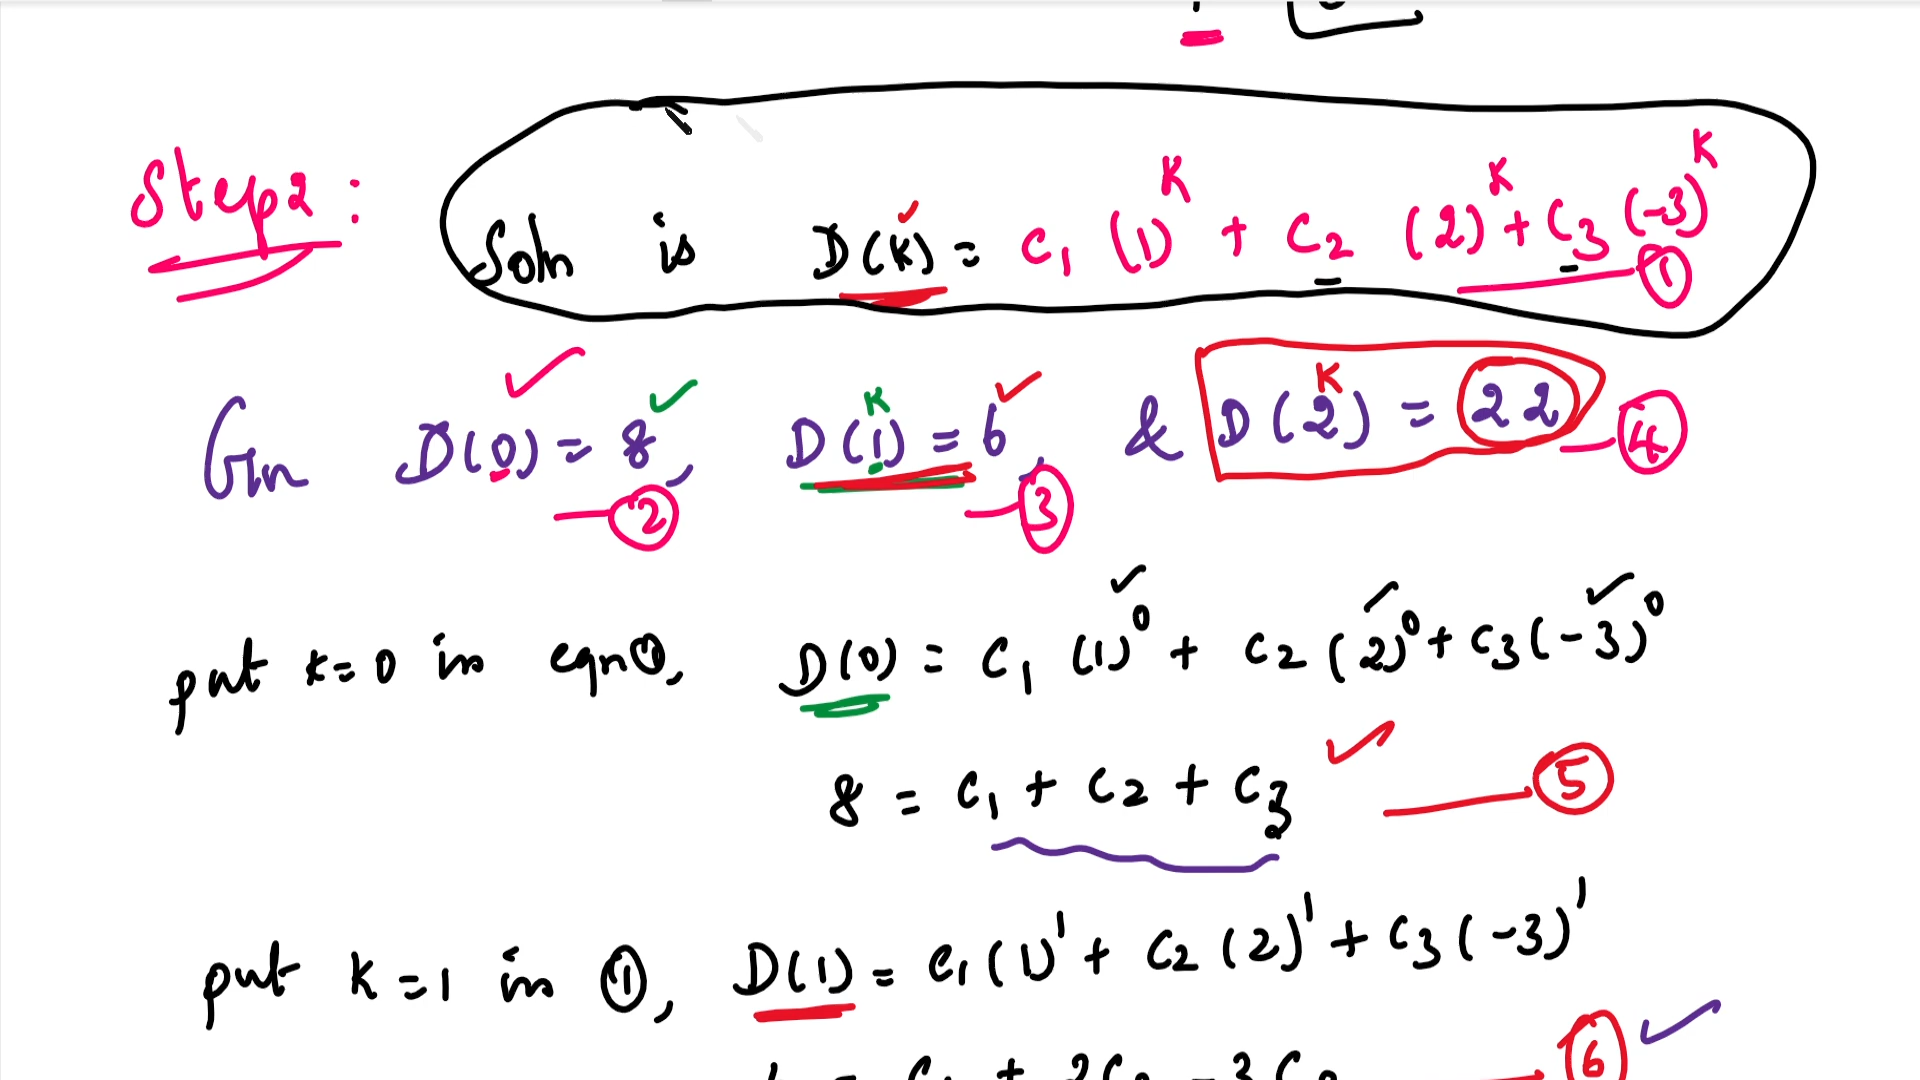 Step2: Soln is D(K) = C₁ (1)ᴷ + C₂ (2)ᴷ + C₃ (-3)ᴷ ①
Gn D(0) = 8, ② D(1) = 6, ③ & D(2) = 22 ④
K K
put k=0 in eqn①, D(0) = C₁ (1)⁰ + C₂ (2)⁰ + C₃ (-3)⁰
8 = C₁ + C₂ + C₃ ⑤
put K=1 in ①, D(1) = C₁ (1)¹ + C₂ (2)¹ + C₃ (-3)¹
⑥